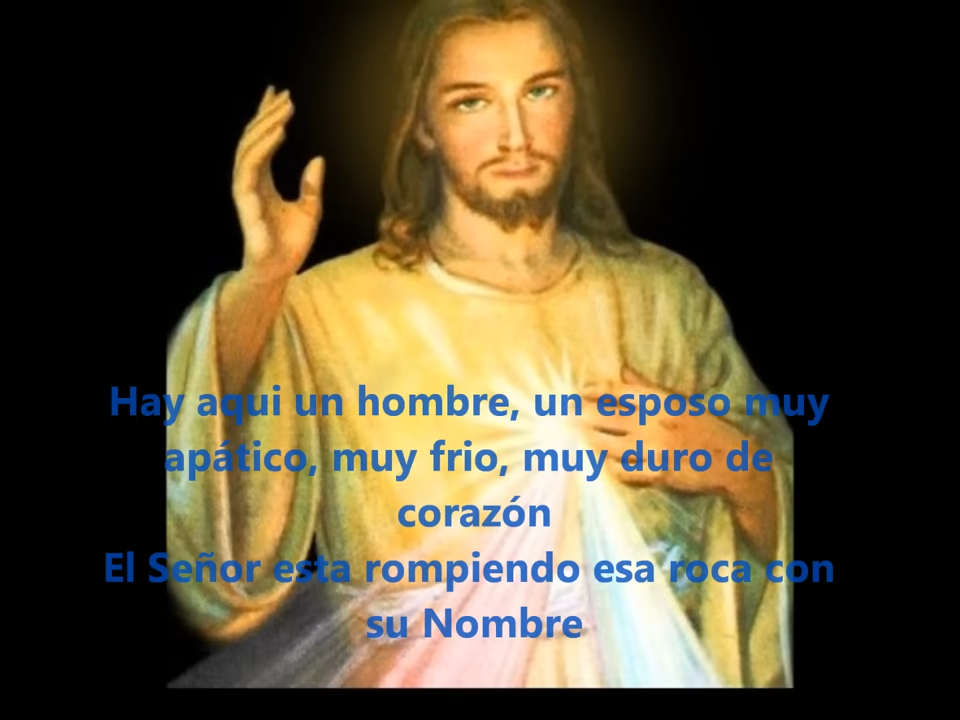 Hay aqui un hombre, un esposo muy
apático, muy frio, muy duro de
corazón
El Señor esta rompiendo esa roca con
su Nombre